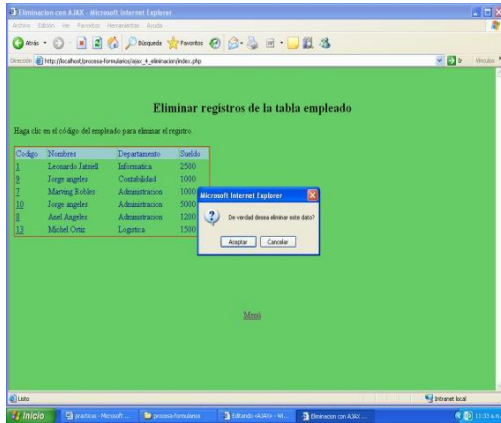 Eliminacion con AJAX - Microsoft Internet Explorer
Archivo Edición Ver Favoritos Herramientas Ayuda
Atrás Búsqueda Favoritos
Dirección http://localhost/procesa-formularios/ajax_4_eliminacion/index.php Ir Vínculos
Eliminar registros de la tabla empleado
Haga clic en el código del empleado para eliminar el registro.
Codigo Nombres Departamento Sueldo
1 Leonardo Informatica 2500
9 Jorge angeles Contabilidad 1000
7 Marving Robles Administracion 1000
10 Jorge angeles Administracion 5000
8 Anel Angeles Administracion 1200
13 Michel Ortiz Logistica 1500
Microsoft Internet Explorer
De verdad desea eliminar este dato?
Aceptar Cancelar
Menú
Listo Intranet local
Inicio practicas - Microsoft ... procesa-formularios Editando «AJAX» - Wi... Eliminacion con AJAX ... 11:33 a.m.